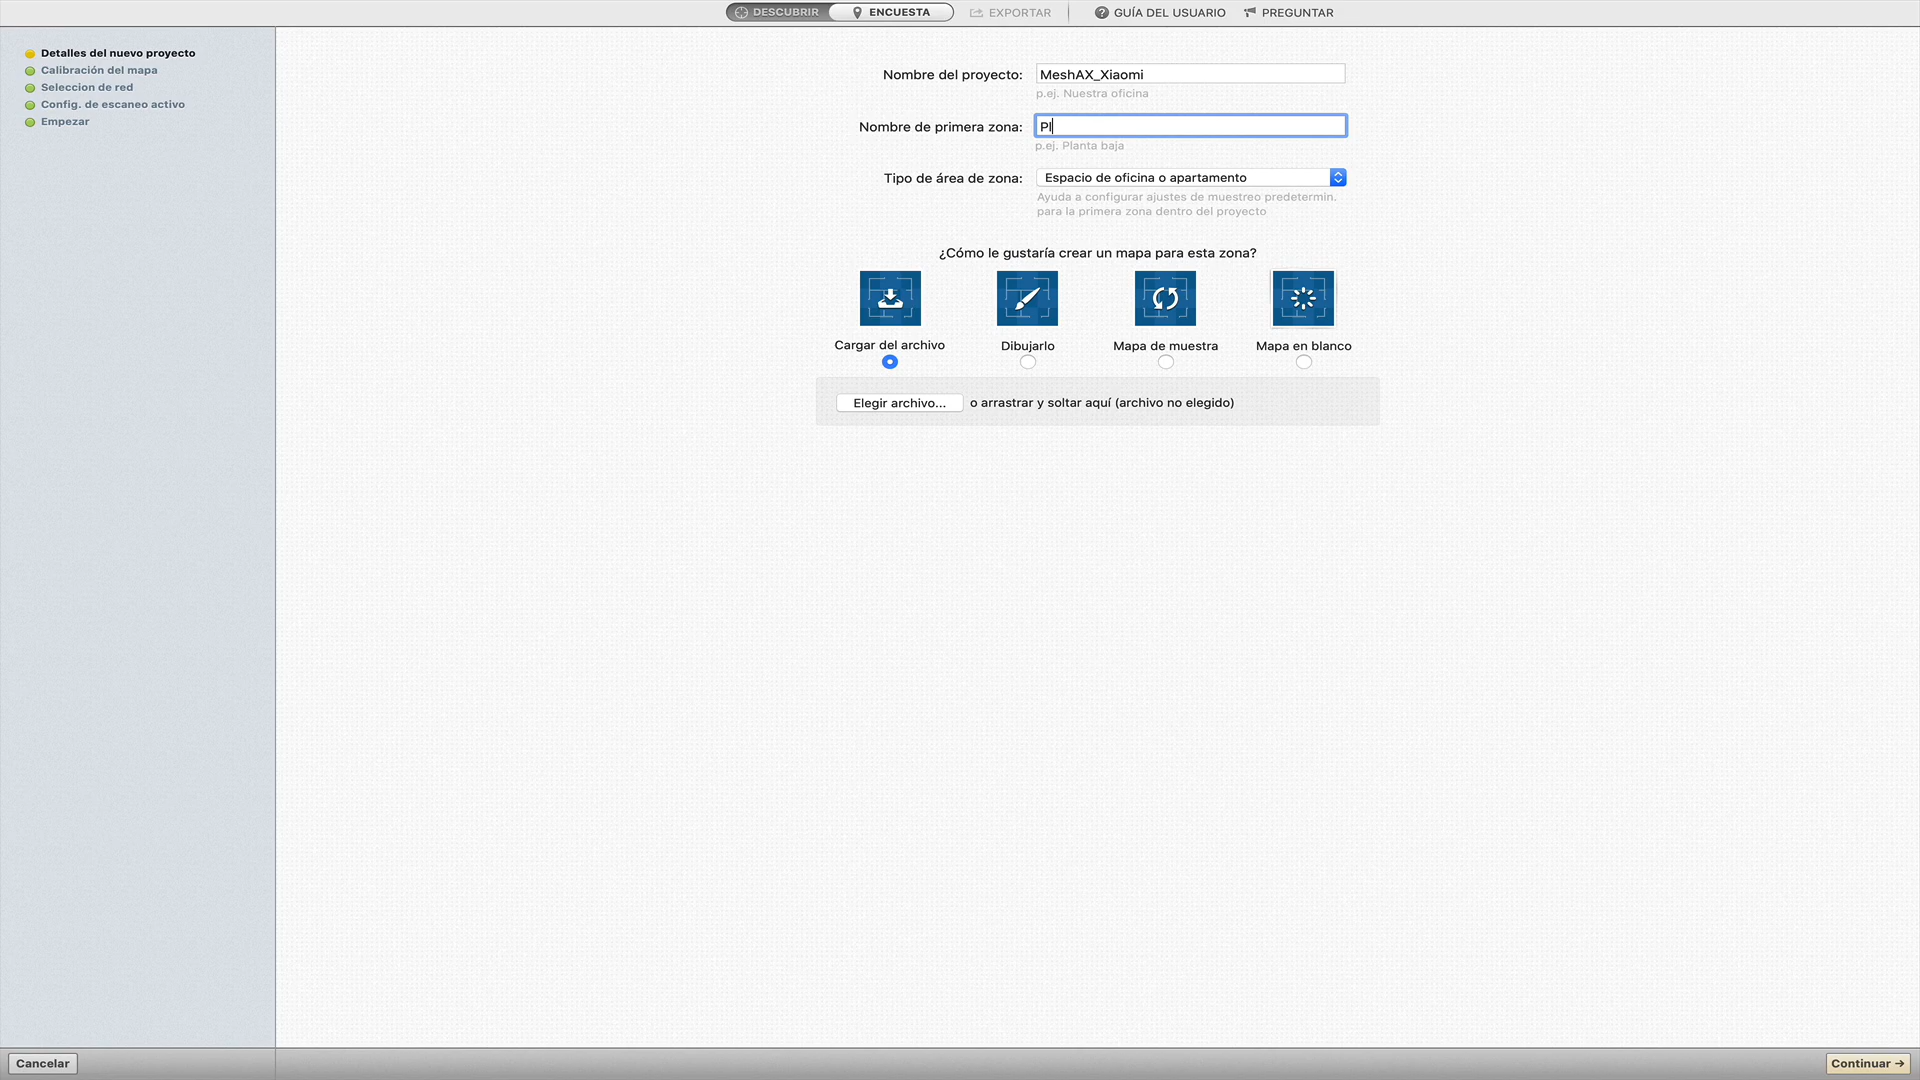 DESCUBRIR
ENCUESTA
EXPORTAR
GUÍA DEL USUARIO
PREGUNTAR
Detalles del nuevo proyecto
Calibración del mapa
Seleccion de red
Config. de escaneo activo
Empezar
Nombre del proyecto: MeshAX_Xiaomi
p.ej. Nuestra oficina
Nombre de primera zona: Pl
p.ej. Planta baja
Tipo de área de zona: Espacio de oficina o apartamento
Ayuda a configurar ajustes de muestreo predetermin.
para la primera zona dentro del proyecto
¿Cómo le gustaría crear un mapa para esta zona?
Cargar del archivo
Dibujarlo
Mapa de muestra
Mapa en blanco
Elegir archivo... o arrastrar y soltar aquí (archivo no elegido)
Cancelar
Continuar →